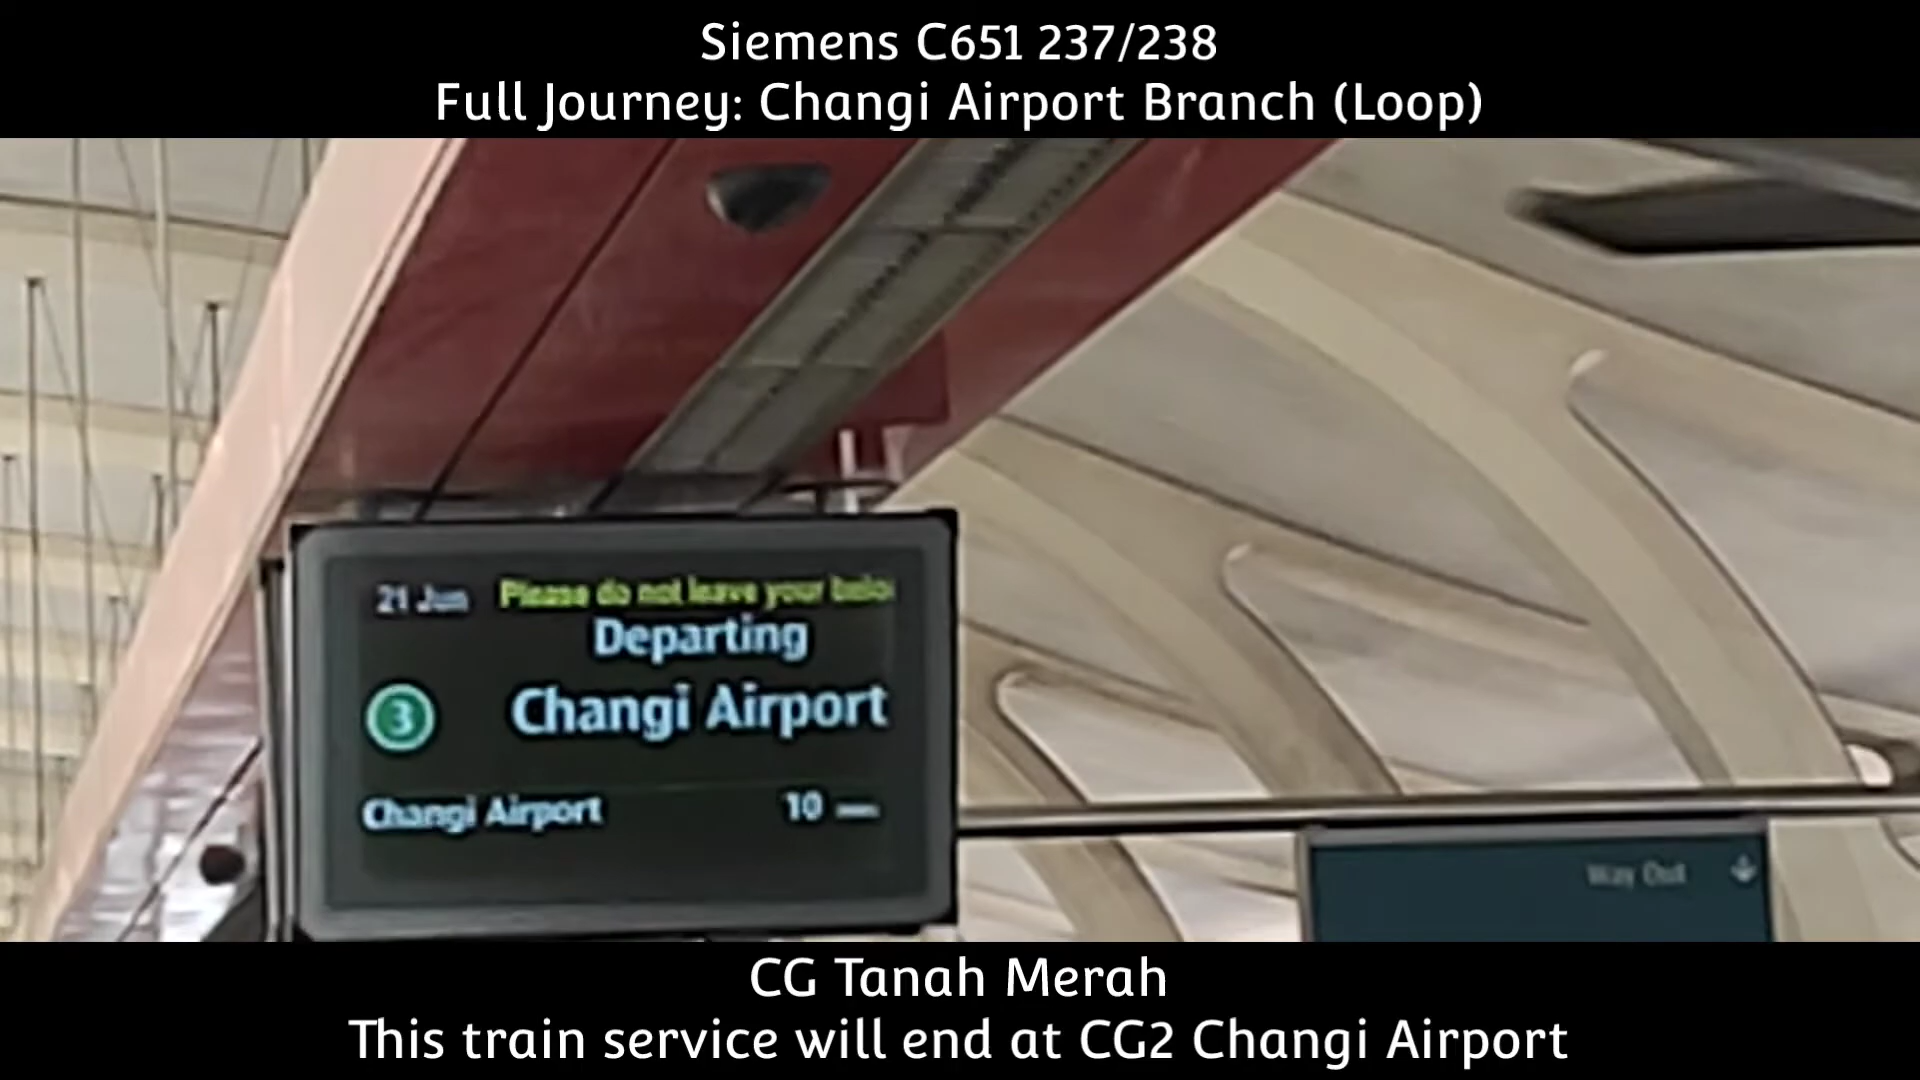 Siemens C651 237/238
Full Journey: Changi Airport Branch (Loop)
21 Jun Please do not leave your belo
Departing
3 Changi Airport
Changi Airport 10
Way Out
CG Tanah Merah
This train service will end at CG2 Changi Airport